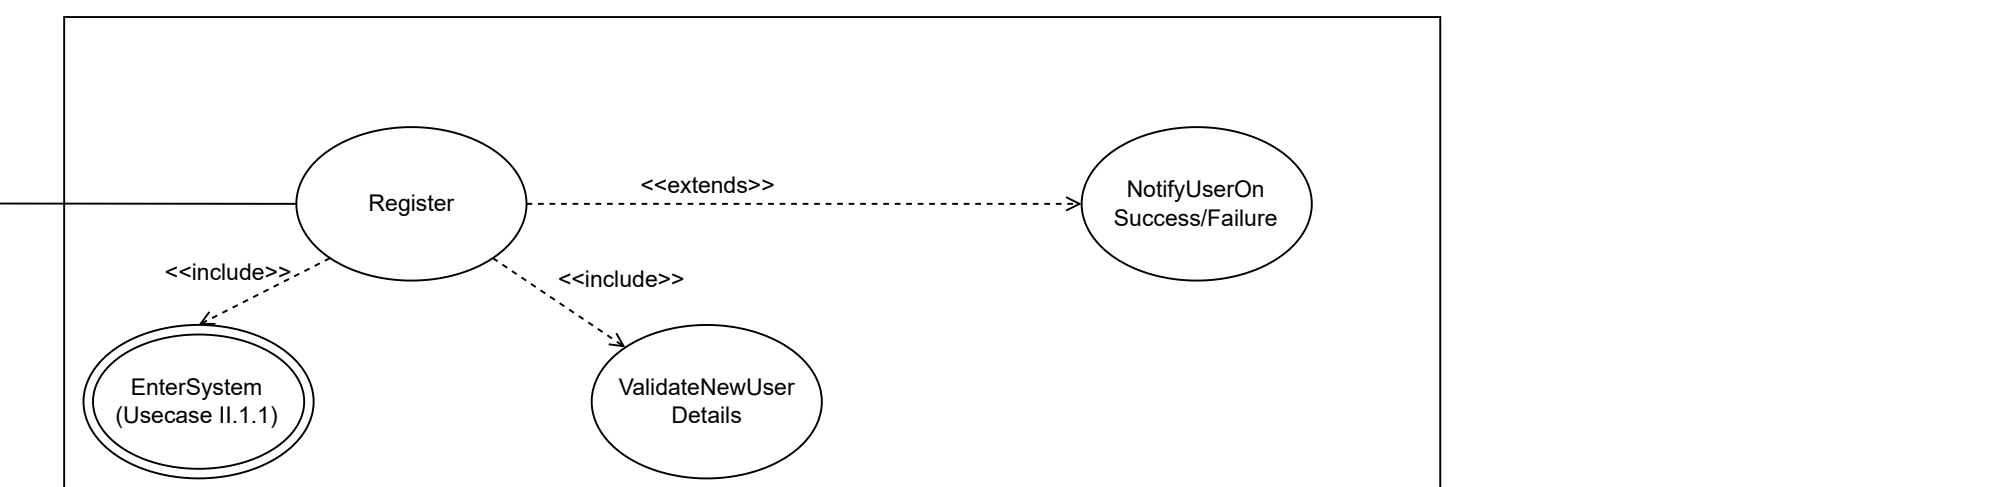 <<extends>>
NotifyUserOn
Success/Failure
Register
<<include>>
<<include>>
EnterSystem
(Usecase II.1.1)
ValidateNewUser
Details